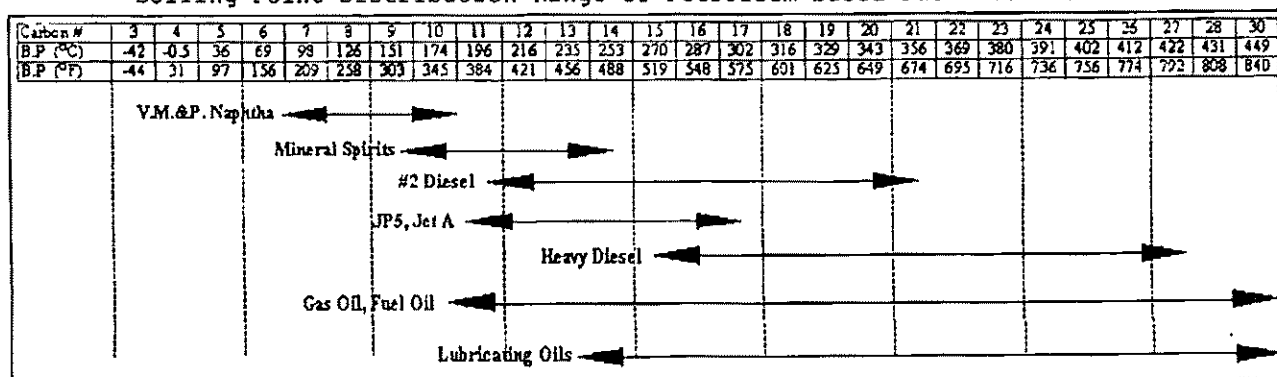 Carbon # 3 4 5 6 7 8 9 10 11 12 13 14 15 16 17 18 19 20 21 22 23 24 25 26 27 28 30
B.P (ºC) -42 -0.5 36 69 98 126 151 174 196 216 235 253 270 287 302 316 329 343 356 369 380 391 402 412 422 431 449
B.P (ºF) -44 31 97 156 209 258 303 345 384 421 456 488 519 548 575 601 625 649 674 695 716 736 756 774 792 808 840
V.M.&P. Naphtha
Mineral Spirits
#2 Diesel
JP5, Jet A
Heavy Diesel
Gas Oil, Fuel Oil
Lubricating Oils